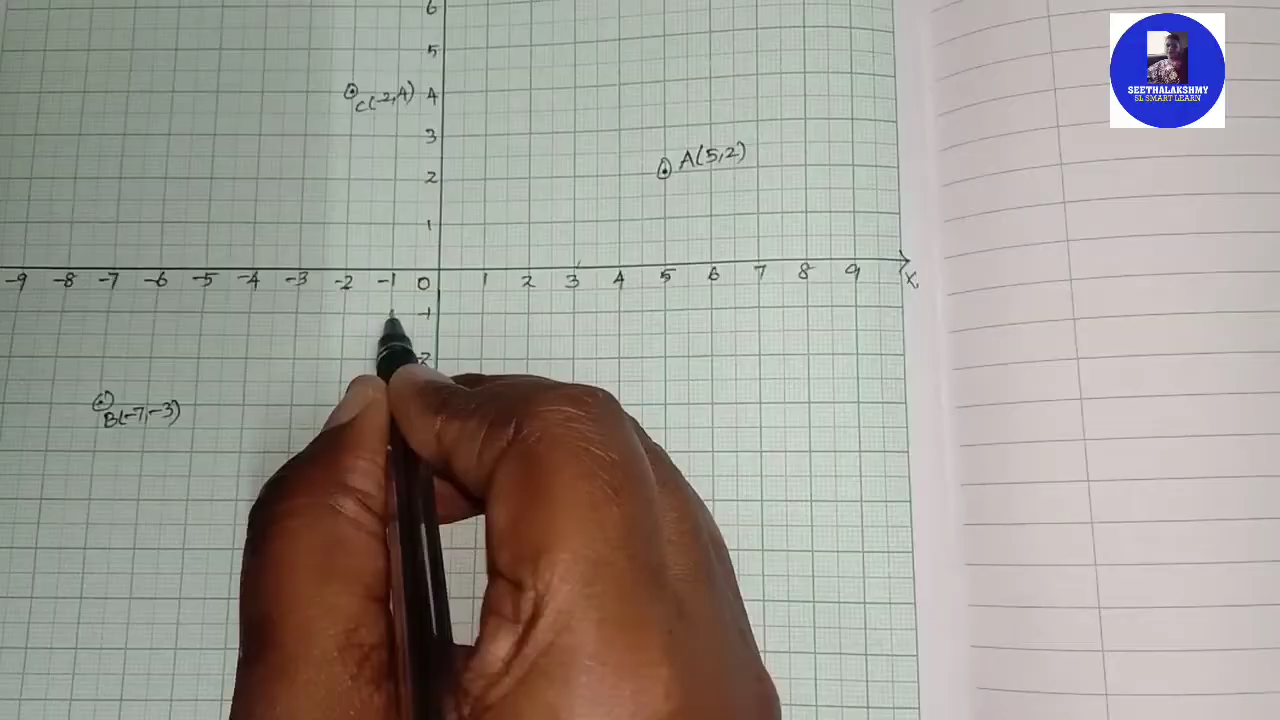 6
5
4
C(-2,4)
3
A(5,2)
2
1
-9 -8 -7 -6 -5 -4 -3 -2 -1 0 1 2 3 4 5 6 7 8 9 X
-1
-2
B(-7,-3)
SEETHALAKSHMY
SL SMART LEARN